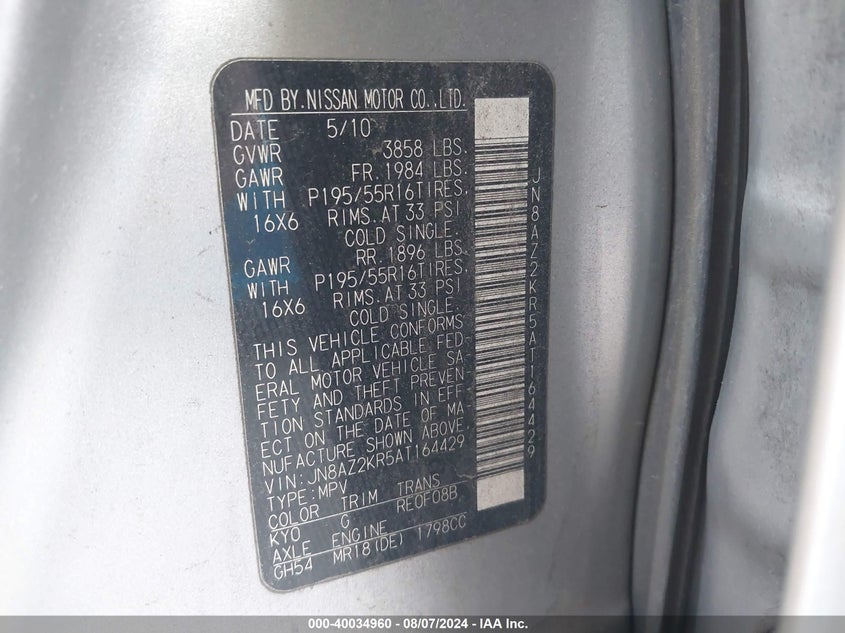 MFD BY. NISSAN MOTOR CO.,LTD.
DATE 5/10
GVWR 3858 LBS.
GAWR FR. 1984 LBS.
WITH P195/55R16TIRES,
16X6 RIMS. AT 33 PSI
COLD SINGLE.
GAWR RR. 1896 LBS.
WITH P195/55R16TIRES,
16X6 RIMS. AT 33 PSI
COLD SINGLE.
THIS VEHICLE CONFORMS
TO ALL APPLICABLE FED
ERAL MOTOR VEHICLE SA
FETY AND THEFT PREVEN
TION STANDARDS IN EFF
ECT ON THE DATE OF MA
NUFACTURE SHOWN ABOVE.
VIN: JN8AZ2KR5AT164429
TYPE: MPV
COLOR TRIM TRANS
KYO G RE0F08B
AXLE ENGINE
GH54 MR18(DE) 1798CC
JN8AZ2KR5AT164429
000-40034960 - 08/07/2024 - IAA Inc.